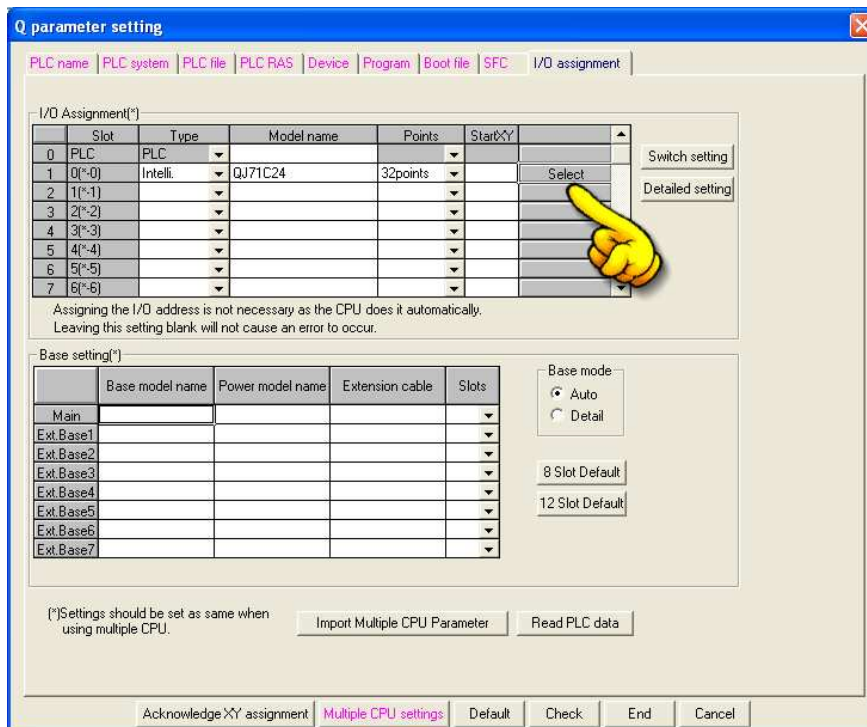 Q parameter setting
PLC name PLC system PLC file PLC RAS Device Program Boot file SFC I/O assignment
I/O Assignment(*)
Slot Type Model name Points StartXY
0 PLC PLC
1 0(*-0) Intelli. QJ71C24 32points Select
2 1(*-1)
3 2(*-2)
4 3(*-3)
5 4(*-4)
6 5(*-5)
7 6(*-6)
Switch setting
Detailed setting
Assigning the I/O address is not necessary as the CPU does it automatically.
Leaving this setting blank will not cause an error to occur.
Base setting(*)
Base model name Power model name Extension cable Slots
Main
Ext.Base1
Ext.Base2
Ext.Base3
Ext.Base4
Ext.Base5
Ext.Base6
Ext.Base7
Base mode
Auto
Detail
8 Slot Default
12 Slot Default
(*)Settings should be set as same when
using multiple CPU.
Import Multiple CPU Parameter Read PLC data
Acknowledge XY assignment Multiple CPU settings Default Check End Cancel